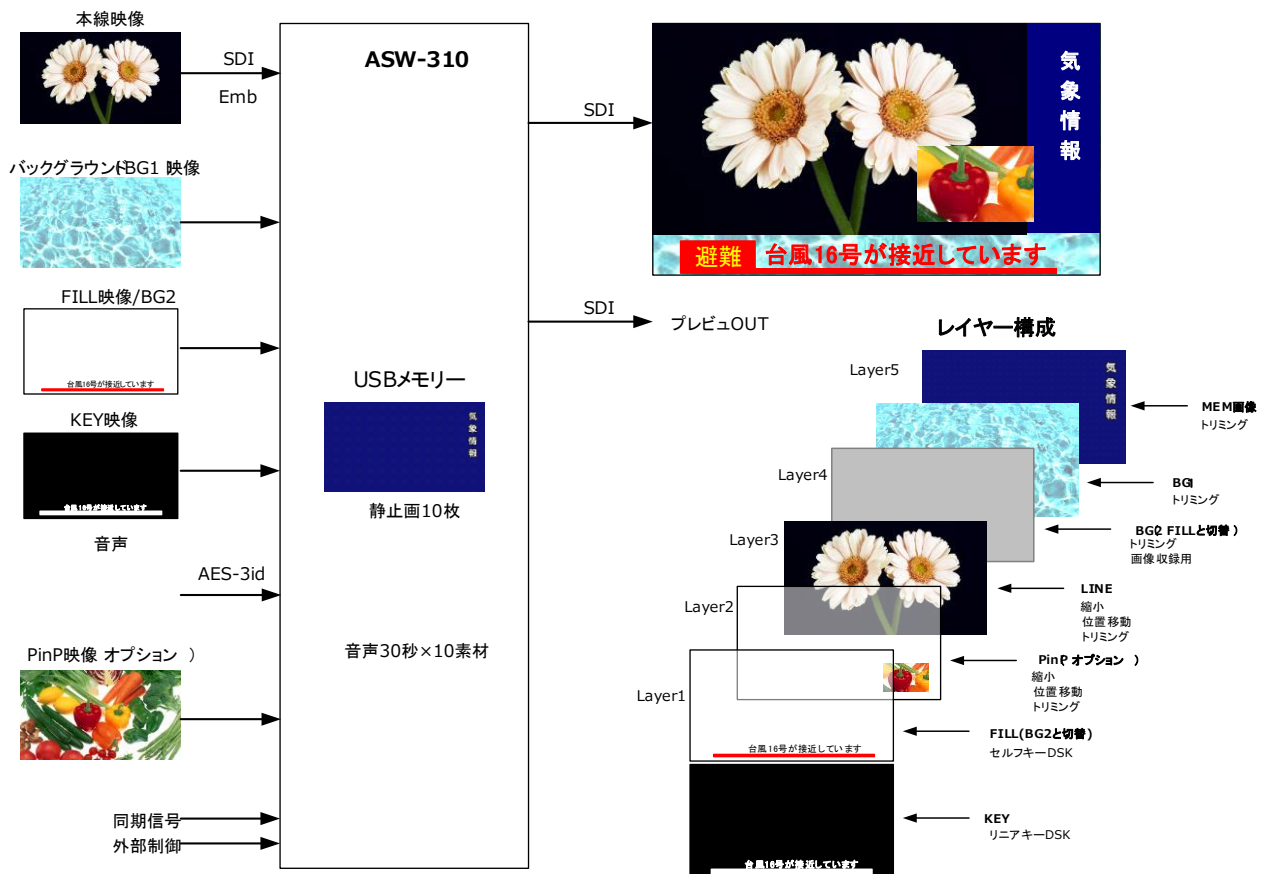 本線映像
SDI
Emb
バックグラウンド(BG1 映像
FILL映像/BG2
台風16号が接近しています
KEY映像
台風16号が接近しています
音声
AES-3id
PinP映像 オプション )
同期信号
外部制御
ASW-310
USBメモリー
気象情報
静止画10枚
音声30秒×10素材
SDI
気象情報
避難 台風16号が接近しています
SDI
プレビュOUT
レイヤー構成
Layer5
気象情報
MEM画像
トリミング
BG1
トリミング
Layer4
BG2 FILLと切替 )
トリミング
画像収録用
Layer3
LINE
縮小
位置移動
トリミング
Layer2
PinP オプション )
縮小
位置移動
トリミング
Layer1
台風16号が接近しています
FILL(BG2と切替)
セルフキーDSK
KEY
リニアキーDSK
台風16号が接近しています